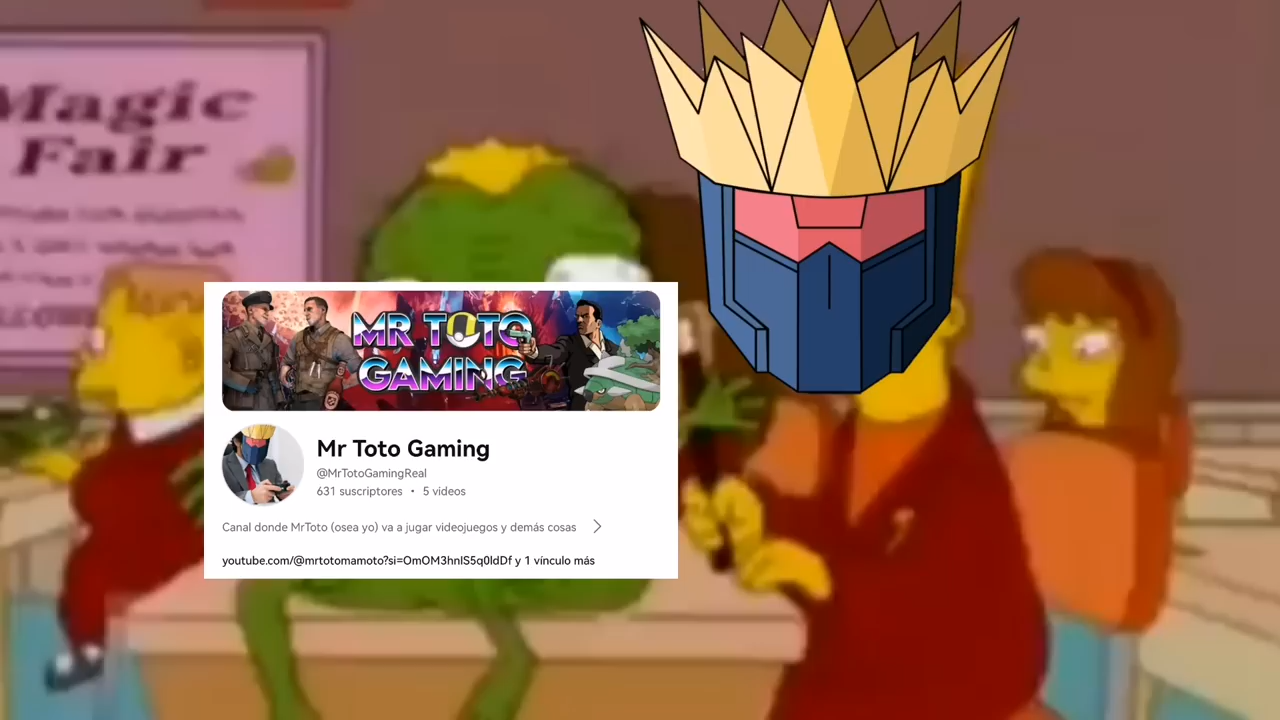 Magic
Fair
MR TOTO
GAMING
Mr Toto Gaming
@MrTotoGamingReal
631 suscriptores • 5 videos
Canal donde MrToto (osea yo) va a jugar videojuegos y demás cosas
youtube.com/@mrtotomamoto?si=OmOM3hnlS5q0ldDf y 1 vínculo más